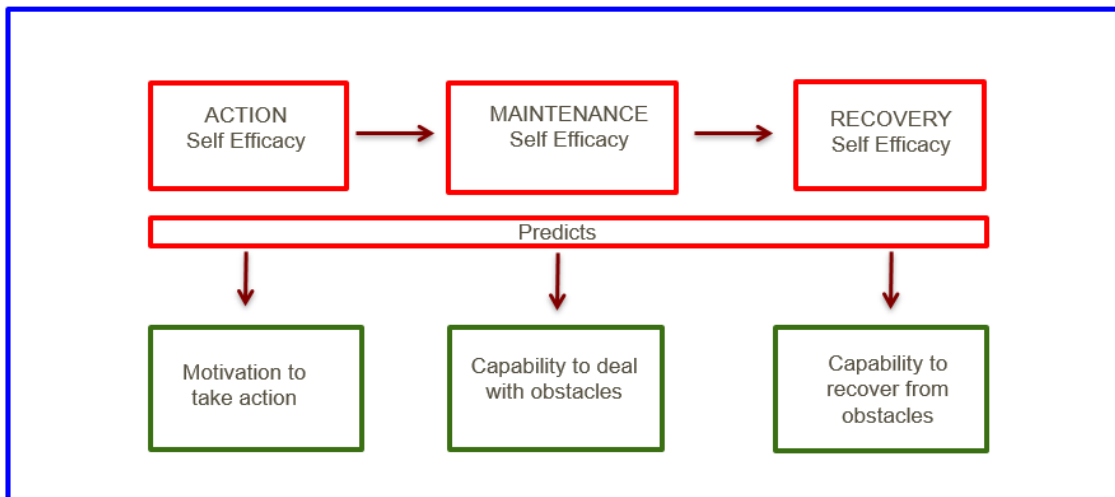 ACTION
Self Efficacy
MAINTENANCE
Self Efficacy
RECOVERY
Self Efficacy
Predicts
Motivation to
take action
Capability to deal
with obstacles
Capability to
recover from
obstacles